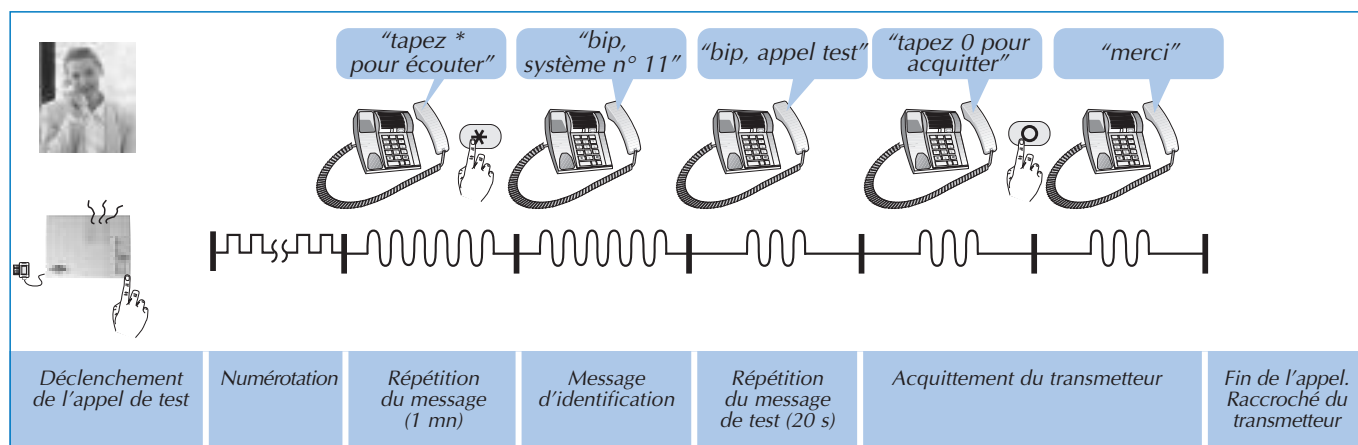 “tapez *
pour écouter”
“bip,
système n° 11”
“bip, appel test”
“tapez 0 pour
acquitter”
“merci”
Déclenchement
de l’appel de test
Numérotation
Répétition
du message
(1 mn)
Message
d’identification
Répétition
du message
de test (20 s)
Acquittement du transmetteur
Fin de l’appel.
Raccroché du
transmetteur